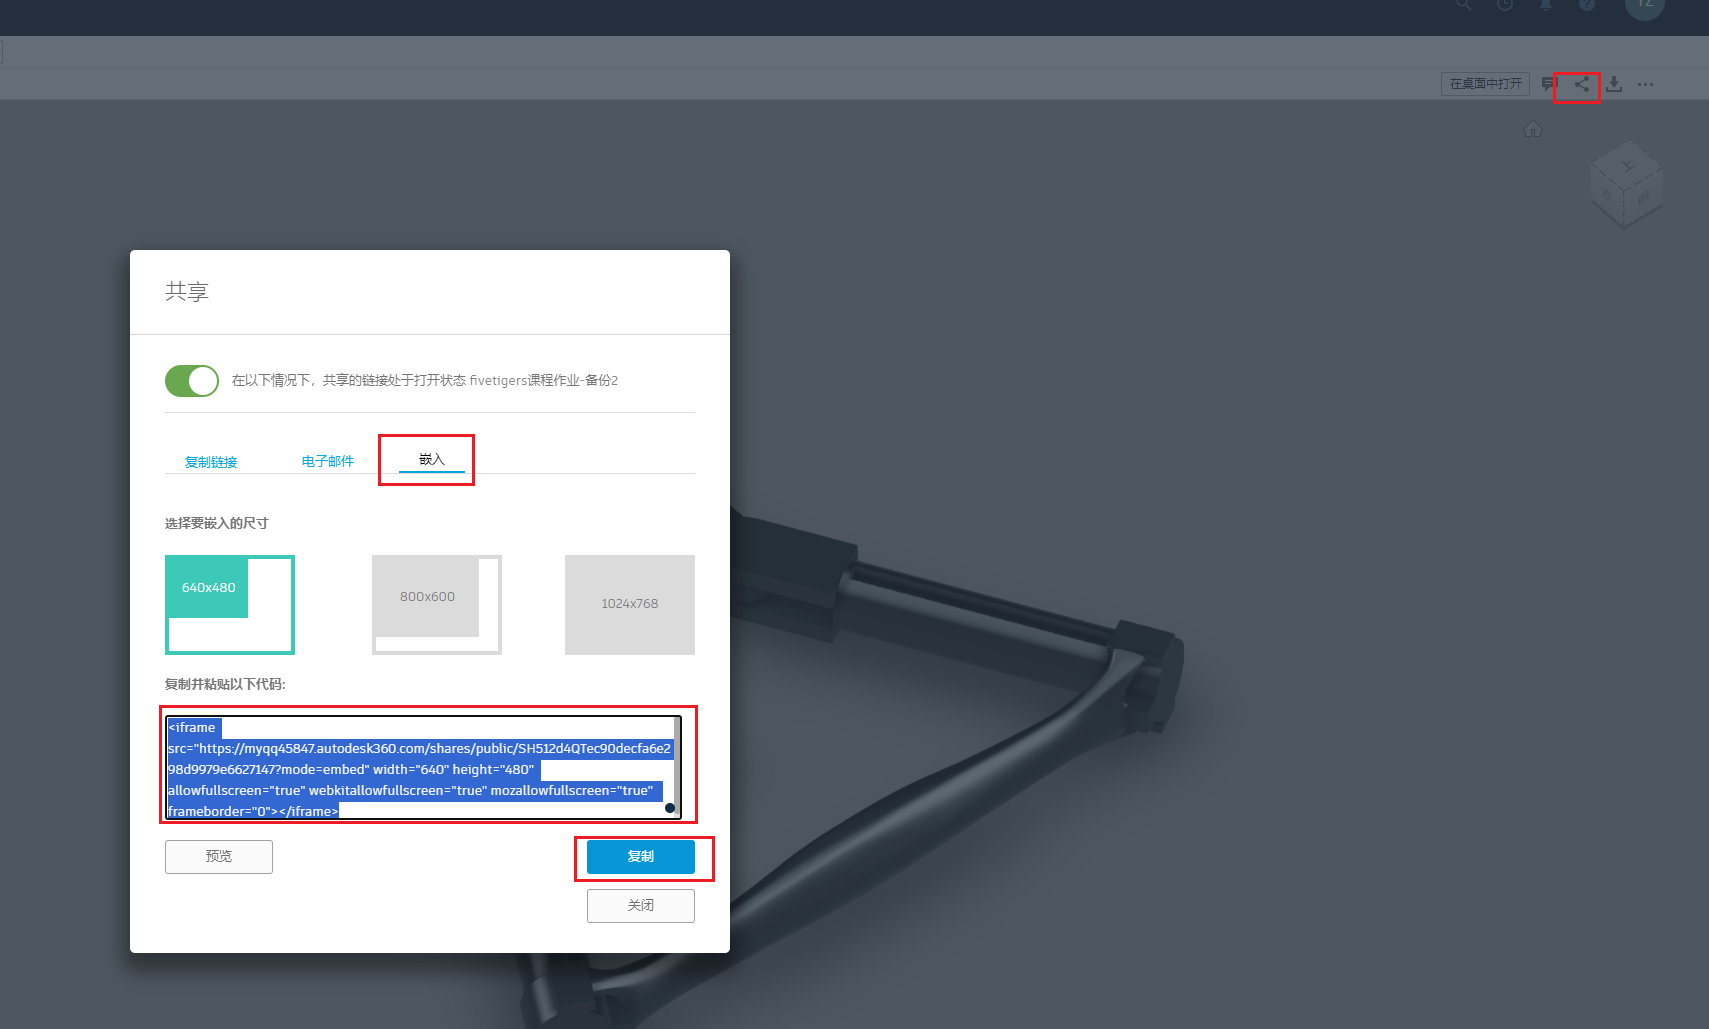 YZ
在桌面中打开
共享
在以下情况下，共享的链接处于打开状态 fivetigers课程作业-备份2
复制链接
电子邮件
嵌入
选择要嵌入的尺寸
640x480
800x600
1024x768
复制并粘贴以下代码:
<iframe
src="https://myqq45847.autodesk360.com/shares/public/SH512d4QTec90decfa6e2
98d9979e6627147?mode=embed" width="640" height="480"
allowfullscreen="true" webkitallowfullscreen="true" mozallowfullscreen="true"
frameborder="0"></iframe>
预览
复制
关闭